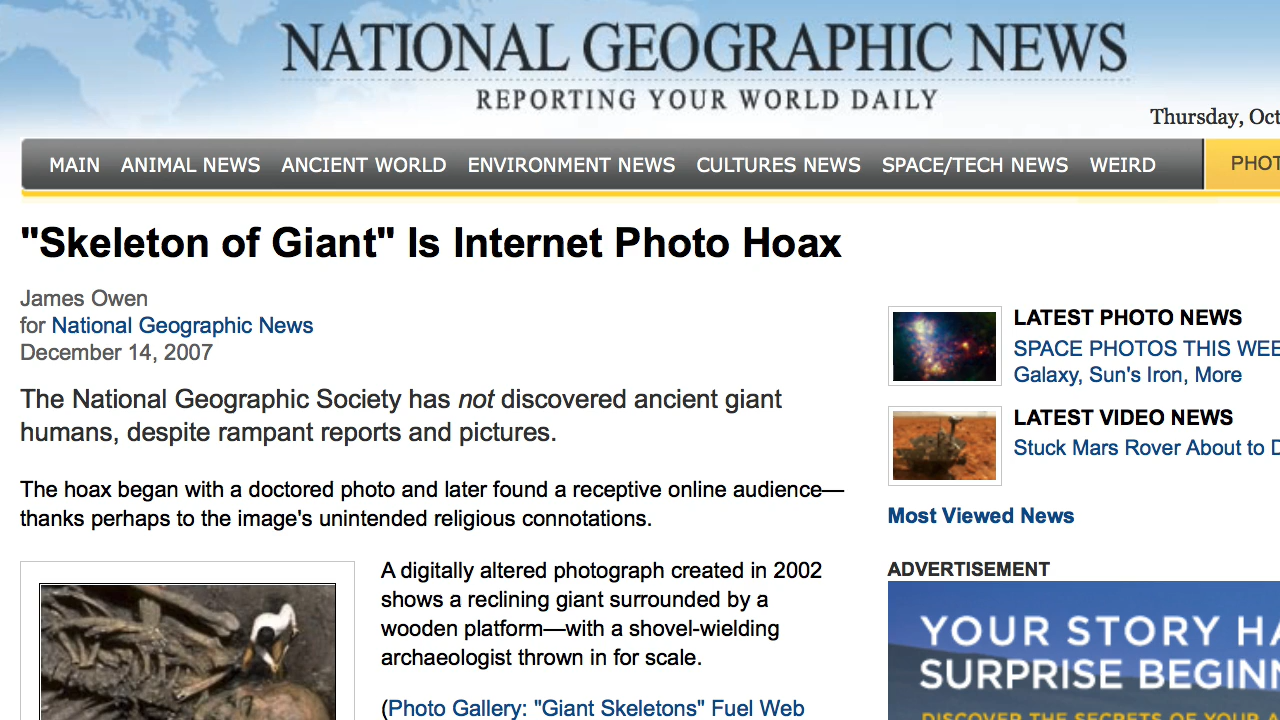 NATIONAL GEOGRAPHIC NEWS
REPORTING YOUR WORLD DAILY
Thursday, Oct
MAIN ANIMAL NEWS ANCIENT WORLD ENVIRONMENT NEWS CULTURES NEWS SPACE/TECH NEWS WEIRD PHOT
"Skeleton of Giant" Is Internet Photo Hoax
James Owen
for National Geographic News
December 14, 2007
The National Geographic Society has not discovered ancient giant
humans, despite rampant reports and pictures.
The hoax began with a doctored photo and later found a receptive online audience—
thanks perhaps to the image's unintended religious connotations.
A digitally altered photograph created in 2002
shows a reclining giant surrounded by a
wooden platform—with a shovel-wielding
archaeologist thrown in for scale.
(Photo Gallery: "Giant Skeletons" Fuel Web
LATEST PHOTO NEWS
SPACE PHOTOS THIS WEE
Galaxy, Sun's Iron, More
LATEST VIDEO NEWS
Stuck Mars Rover About to D
Most Viewed News
ADVERTISEMENT
YOUR STORY HA
SURPRISE BEGINN
DISCOVER THE SECRETS OF YOUR A